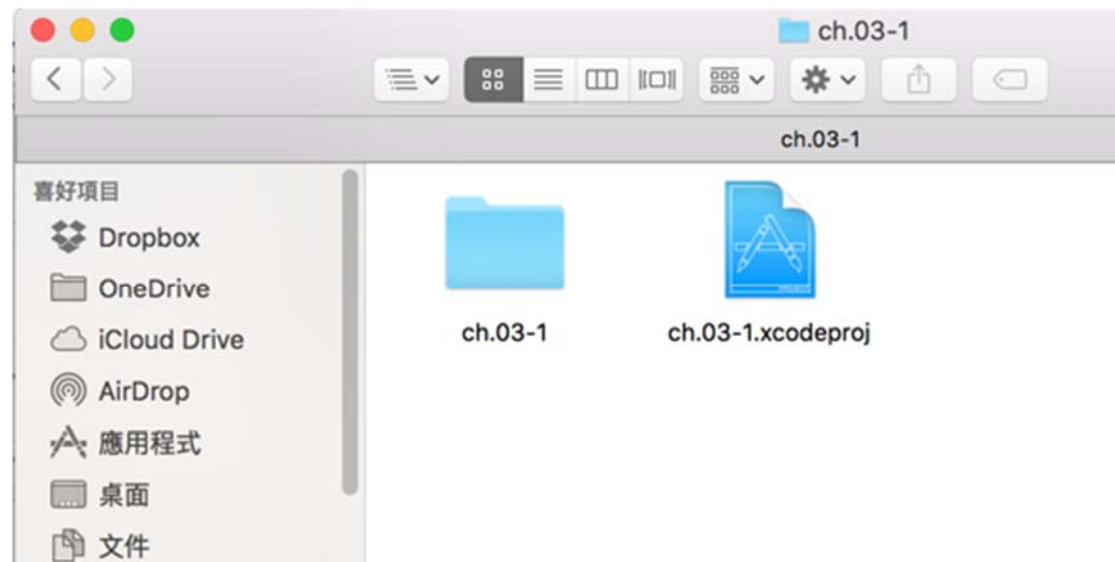 ch.03-1
ch.03-1
喜好項目
Dropbox
OneDrive
iCloud Drive
AirDrop
應用程式
桌面
文件
ch.03-1
ch.03-1.xcodeproj